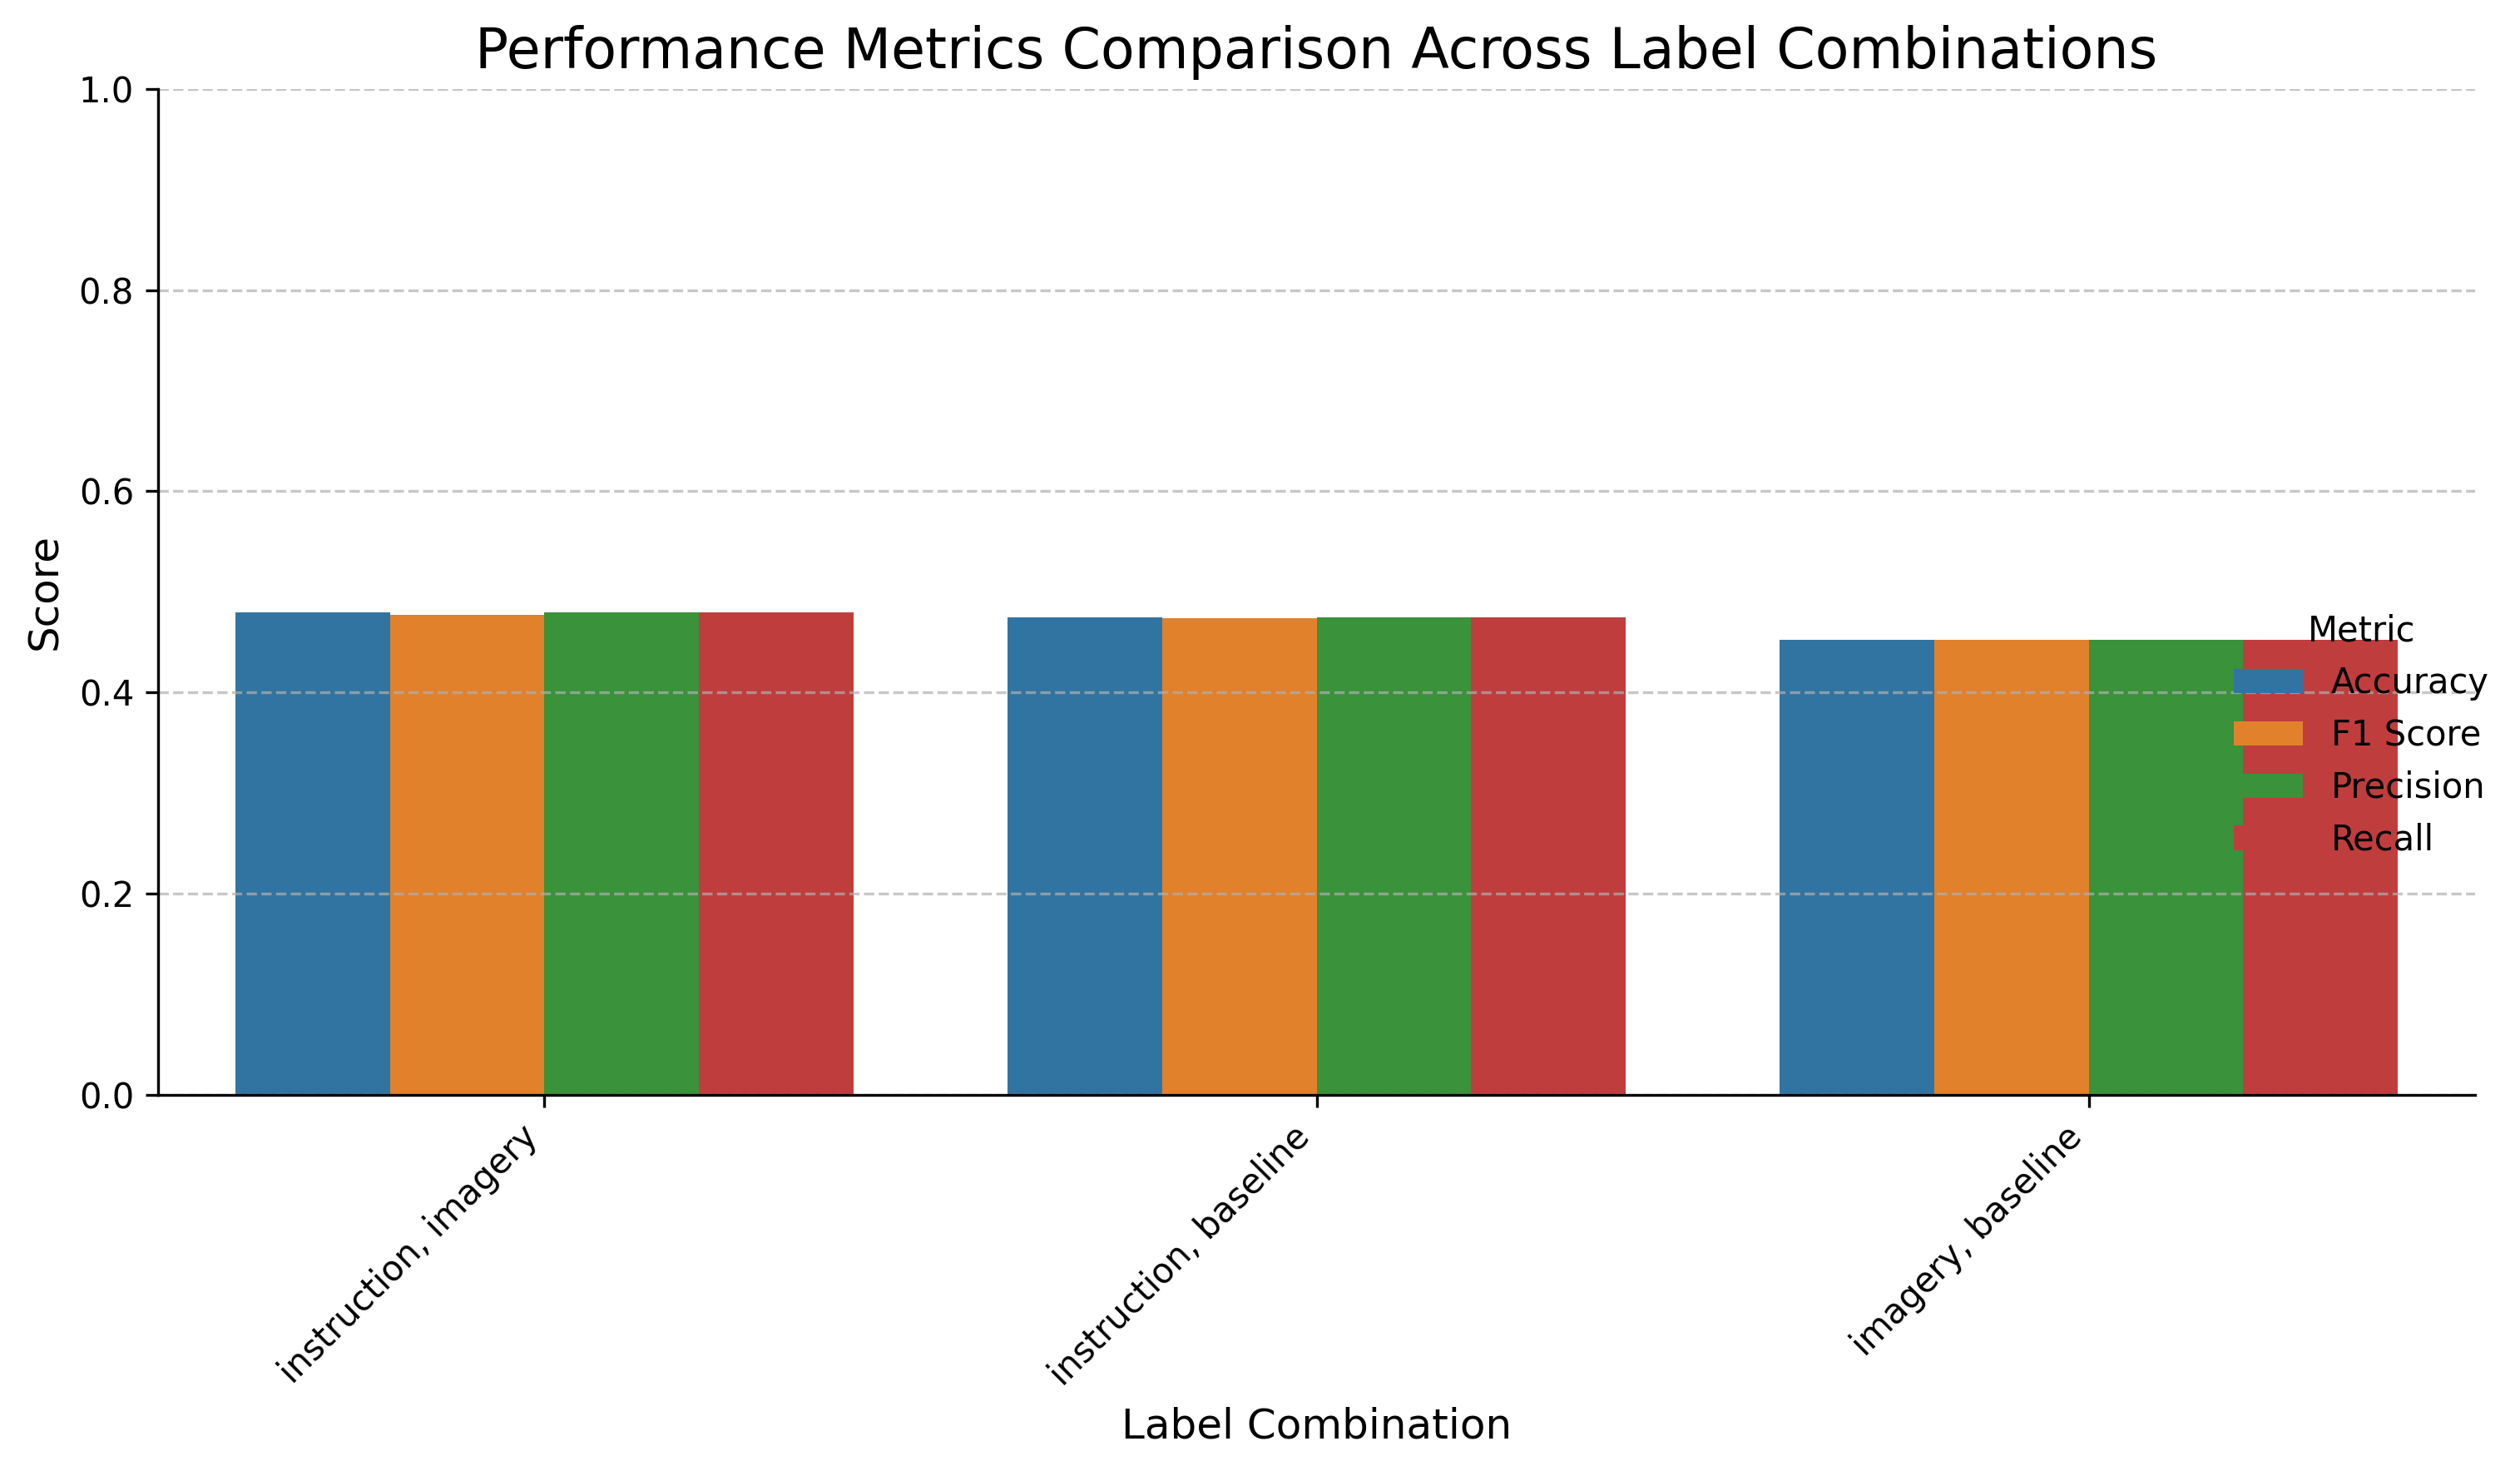 Performance Metrics Comparison Across Label Combinations
1.0
0.8
0.6
0.4
0.2
0.0
Score
Metric
Accuracy
F1 Score
Precision
Recall
instruction, imagery
instruction, baseline
imagery, baseline
Label Combination